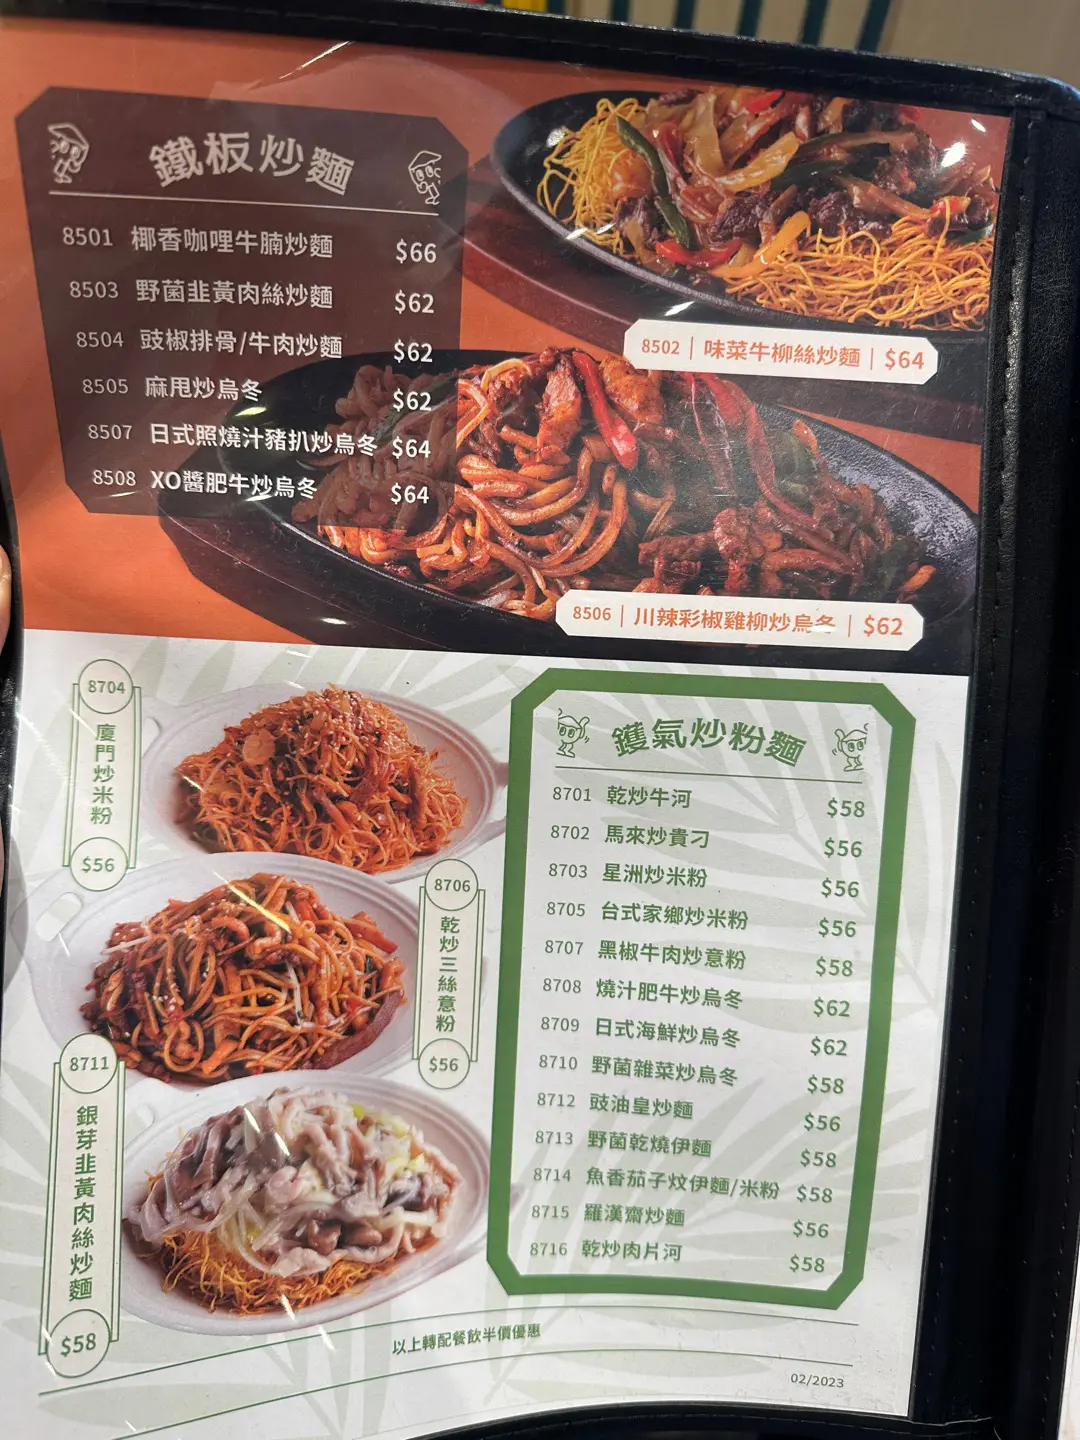 鐵板炒麵
8501 椰香咖哩牛腩炒麵 $66
8503 野菌韭黃肉絲炒麵 $62
8504 豉椒排骨/牛肉炒麵 $62
8505 麻甩炒烏冬 $62
8507 日式照燒汁豬扒炒烏冬 $64
8508 XO醬肥牛炒烏冬 $64
8502 | 味菜牛柳絲炒麵 | $64
8506 | 川辣彩椒雞柳炒烏冬 | $62
8704
廈門炒米粉
$56
8706
乾炒三絲意粉
$56
8711
銀芽韭黃肉絲炒麵
$58
鑊氣炒粉麵
8701 乾炒牛河 $58
8702 馬來炒貴刁 $56
8703 星洲炒米粉 $56
8705 台式家鄉炒米粉 $56
8707 黑椒牛肉炒意粉 $58
8708 燒汁肥牛炒烏冬 $62
8709 日式海鮮炒烏冬 $62
8710 野菌雜菜炒烏冬 $58
8712 豉油皇炒麵 $56
8713 野菌乾燒伊麵 $58
8714 魚香茄子炆伊麵/米粉 $58
8715 羅漢齋炒麵 $56
8716 乾炒肉片河 $58
以上轉配餐飲半價優惠
02/2023